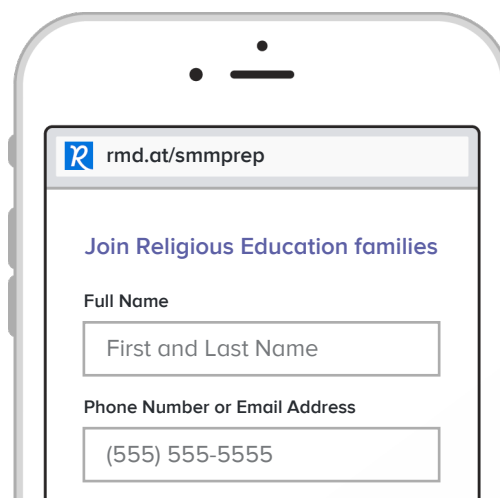 rmd.at/smmprep
Join Religious Education families
Full Name
First and Last Name
Phone Number or Email Address
(555) 555-5555